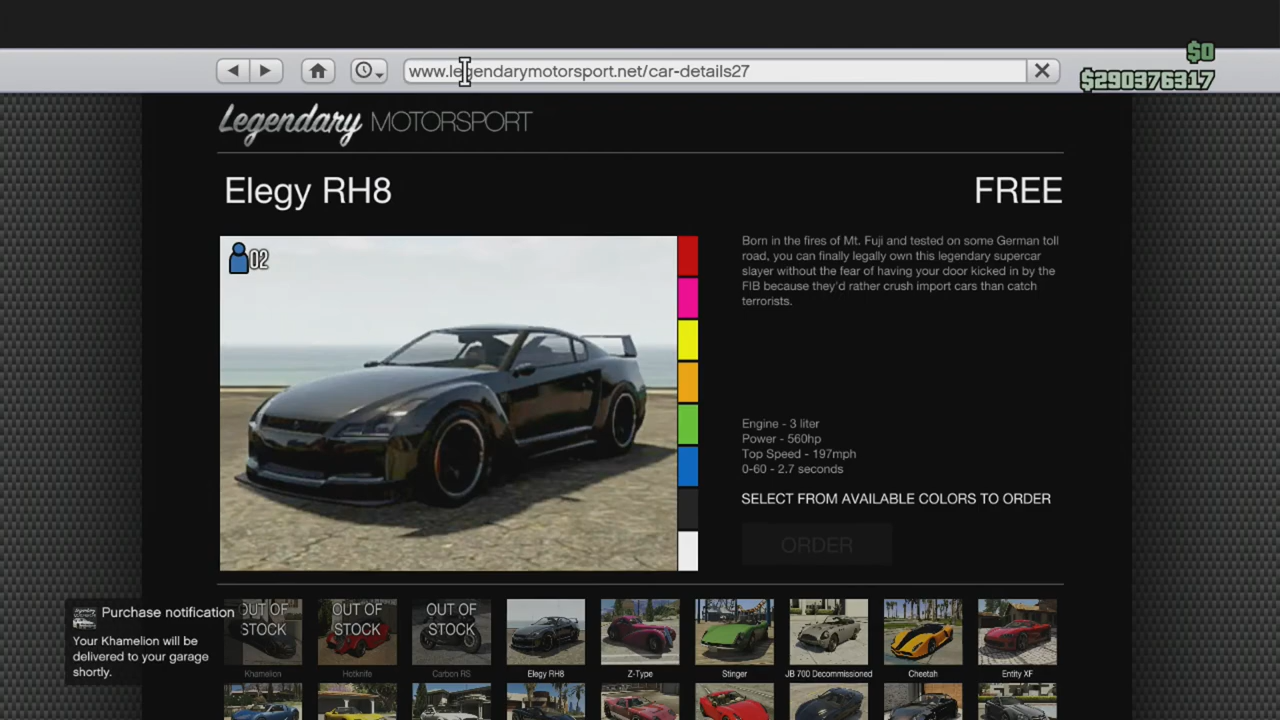 $0
www.legendarymotorsport.net/car-details27
$290376317
Legendary MOTORSPORT
Elegy RH8
FREE
02
Born in the fires of Mt. Fuji and tested on some German toll
road, you can finally legally own this legendary supercar
slayer without the fear of having your door kicked in by the
FIB because they'd rather crush import cars than catch
terrorists.
Engine - 3 liter
Power - 560hp
Top Speed - 197mph
0-60 - 2.7 seconds
SELECT FROM AVAILABLE COLORS TO ORDER
ORDER
Purchase notification
Your Khamelion will be
delivered to your garage
shortly.
OUT OF
STOCK
OUT OF
STOCK
OUT OF
STOCK
Khamelion
Hotknife
Carbon RS
Elegy RH8
Z-Type
Stinger
JB 700 Decommissioned
Cheetah
Entity XF